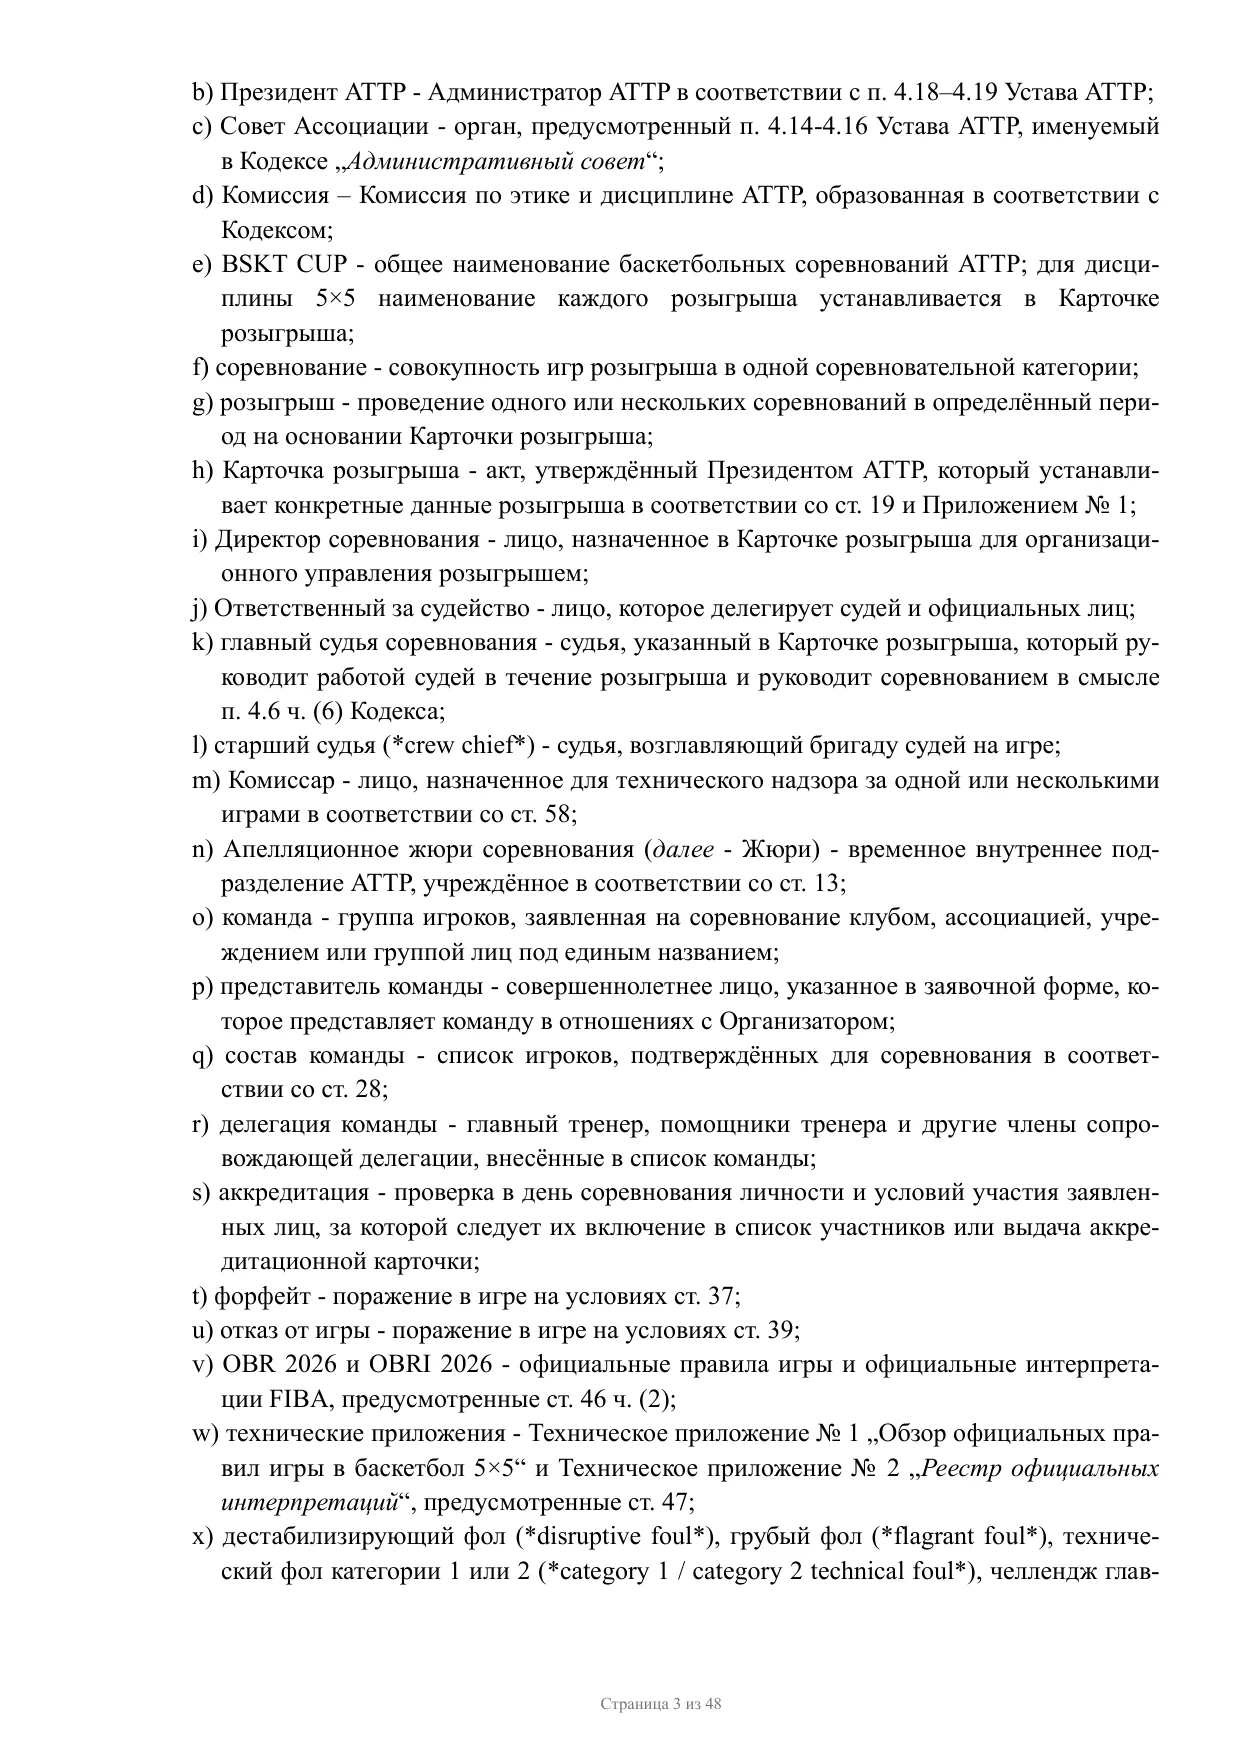 b) Президент АТТР - Администратор АТТР в соответствии с п. 4.18–4.19 Устава АТТР;
c) Совет Ассоциации - орган, предусмотренный п. 4.14-4.16 Устава АТТР, именуемый
в Кодексе „Административный совет“;
d) Комиссия – Комиссия по этике и дисциплине АТТР, образованная в соответствии с
Кодексом;
e) BSKT CUP - общее наименование баскетбольных соревнований АТТР; для дисци-
плины 5×5 наименование каждого розыгрыша устанавливается в Карточке
розыгрыша;
f) соревнование - совокупность игр розыгрыша в одной соревновательной категории;
g) розыгрыш - проведение одного или нескольких соревнований в определённый пери-
од на основании Карточки розыгрыша;
h) Карточка розыгрыша - акт, утверждённый Президентом АТТР, который устанавли-
вает конкретные данные розыгрыша в соответствии со ст. 19 и Приложением № 1;
i) Директор соревнования - лицо, назначенное в Карточке розыгрыша для организаци-
онного управления розыгрышем;
j) Ответственный за судейство - лицо, которое делегирует судей и официальных лиц;
k) главный судья соревнования - судья, указанный в Карточке розыгрыша, который ру-
ководит работой судей в течение розыгрыша и руководит соревнованием в смысле
п. 4.6 ч. (6) Кодекса;
l) старший судья (*crew chief*) - судья, возглавляющий бригаду судей на игре;
m) Комиссар - лицо, назначенное для технического надзора за одной или несколькими
играми в соответствии со ст. 58;
n) Апелляционное жюри соревнования (далее - Жюри) - временное внутреннее под-
разделение АТТР, учреждённое в соответствии со ст. 13;
o) команда - группа игроков, заявленная на соревнование клубом, ассоциацией, учре-
ждением или группой лиц под единым названием;
p) представитель команды - совершеннолетнее лицо, указанное в заявочной форме, ко-
торое представляет команду в отношениях с Организатором;
q) состав команды - список игроков, подтверждённых для соревнования в соответ-
ствии со ст. 28;
r) делегация команды - главный тренер, помощники тренера и другие члены сопро-
вождающей делегации, внесённые в список команды;
s) аккредитация - проверка в день соревнования личности и условий участия заявлен-
ных лиц, за которой следует их включение в список участников или выдача аккре-
дитационной карточки;
t) форфейт - поражение в игре на условиях ст. 37;
u) отказ от игры - поражение в игре на условиях ст. 39;
v) OBR 2026 и OBRI 2026 - официальные правила игры и официальные интерпрета-
ции FIBA, предусмотренные ст. 46 ч. (2);
w) технические приложения - Техническое приложение № 1 „Обзор официальных пра-
вил игры в баскетбол 5×5“ и Техническое приложение № 2 „Реестр официальных
интерпретаций“, предусмотренные ст. 47;
x) дестабилизирующий фол (*disruptive foul*), грубый фол (*flagrant foul*), техниче-
ский фол категории 1 или 2 (*category 1 / category 2 technical foul*), челлендж глав-
Страница 3 из 48